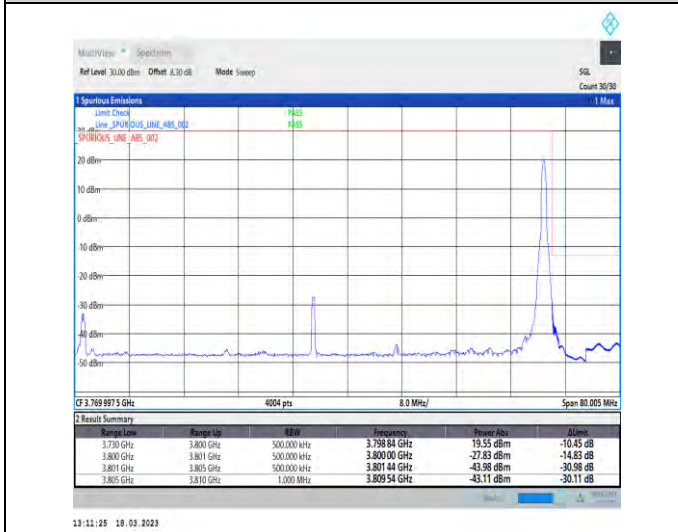 MultiView Spectrum
Ref Level 30.00 dBm Offset 8.30 dB Mode Sweep SGL
Count 30/30
1 Spurious Emissions 1 Max
Limit Check PASS
Line _SPURIOUS_LINE_ABS_002 PASS
SPURIOUS_LINE_ABS_002
20 dBm
10 dBm
0 dBm
-10 dBm
-20 dBm
-30 dBm
-40 dBm
-50 dBm
CF 3.769 997 5 GHz 4004 pts 8.0 MHz/ Span 80.005 MHz
2 Result Summary
Range Low Range Up RBW Frequency Power Abs ΔLimit
3.730 GHz 3.800 GHz 500.000 kHz 3.798 84 GHz 19.55 dBm -10.45 dB
3.800 GHz 3.801 GHz 500.000 kHz 3.800 00 GHz -27.83 dBm -14.83 dB
3.801 GHz 3.805 GHz 500.000 kHz 3.801 44 GHz -43.98 dBm -30.98 dB
3.805 GHz 3.810 GHz 1.000 MHz 3.809 54 GHz -43.11 dBm -30.11 dB
13:11:25 18.03.2023